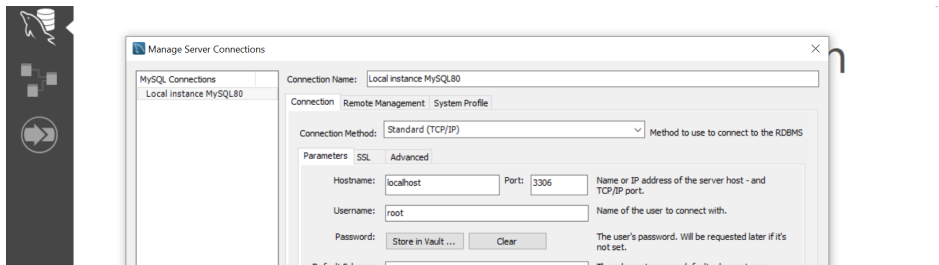 Manage Server Connections
MySQL Connections
Local instance MySQL80
Connection Name: Local instance MySQL80
Connection Remote Management System Profile
Connection Method: Standard (TCP/IP) Method to use to connect to the RDBMS
Parameters SSL Advanced
Hostname: localhost Port: 3306 Name or IP address of the server host - and
TCP/IP port.
Username: root Name of the user to connect with.
Password: Store in Vault ... Clear The user's password. Will be requested later if it's
not set.